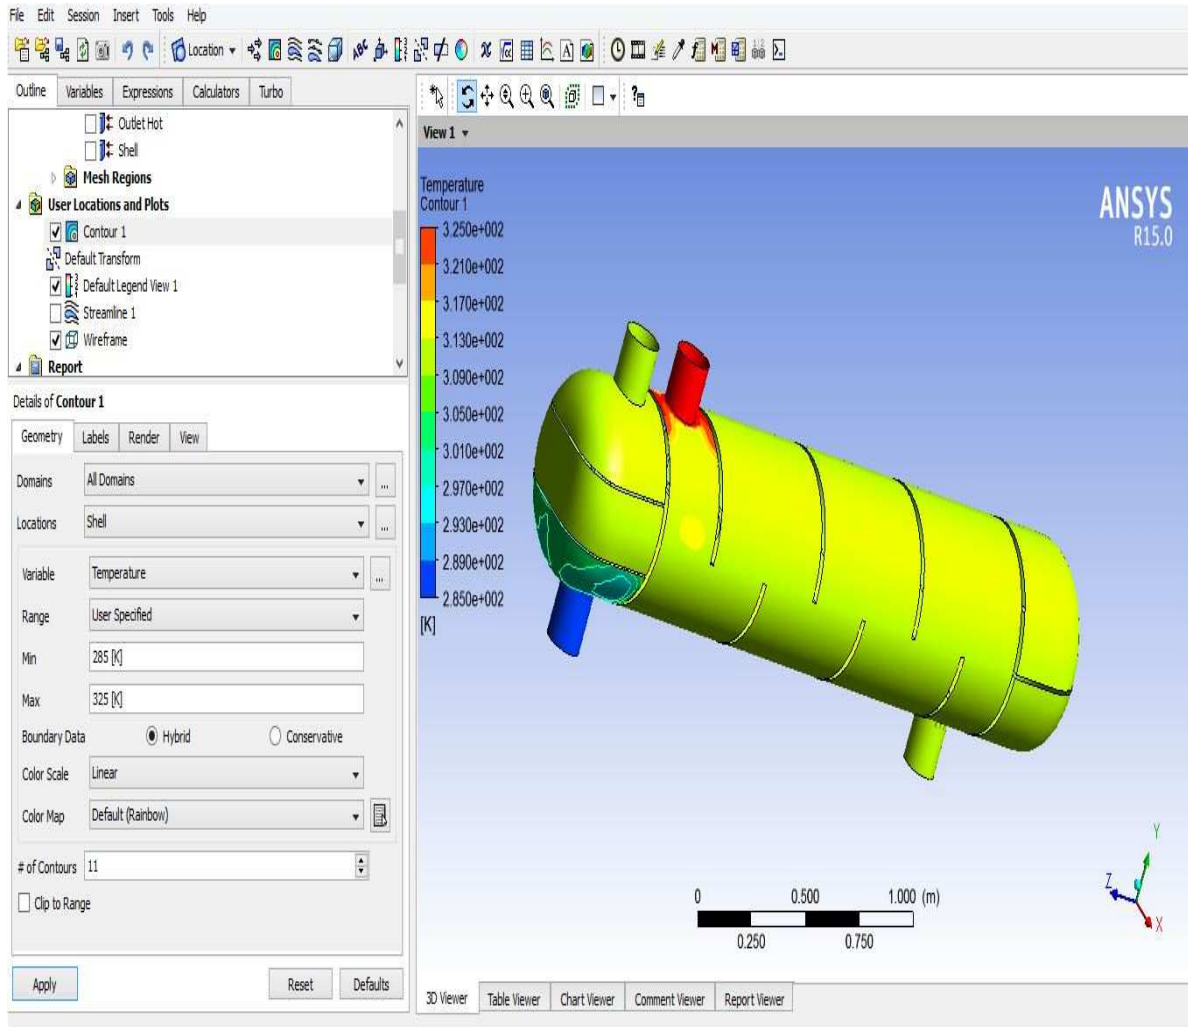 File Edit Session Insert Tools Help
Location
Outline Variables Expressions Calculators Turbo
Outlet Hot
Shell
Mesh Regions
User Locations and Plots
Contour 1
Default Transform
Default Legend View 1
Streamline 1
Wireframe
Report
Details of Contour 1
Geometry Labels Render View
Domains All Domains ...
Locations Shell ...
Variable Temperature ...
Range User Specified
Min 285 [K]
Max 325 [K]
Boundary Data Hybrid Conservative
Color Scale Linear
Color Map Default (Rainbow)
# of Contours 11
Clip to Range
Apply Reset Defaults
View 1
Temperature
Contour 1
3.250e+002
3.210e+002
3.170e+002
3.130e+002
3.090e+002
3.050e+002
3.010e+002
2.970e+002
2.930e+002
2.890e+002
2.850e+002
[K]
ANSYS
R15.0
0 0.500 1.000 (m)
0.250 0.750
Y
Z
X
3D Viewer Table Viewer Chart Viewer Comment Viewer Report Viewer